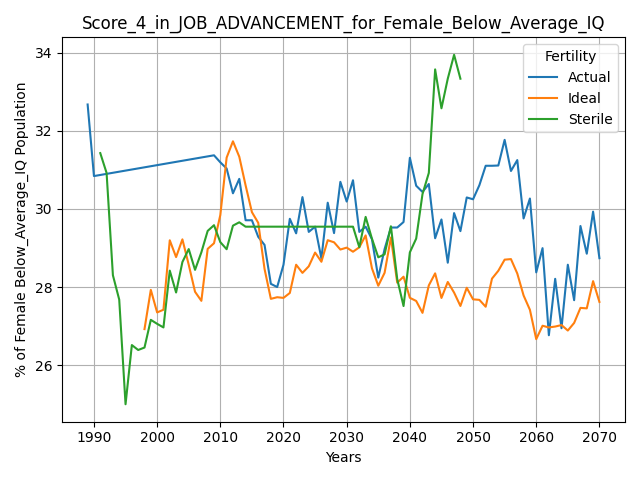 Score_4_in_JOB_ADVANCEMENT_for_Female_Below_Average_IQ
% of Female Below_Average_IQ Population
34
32
30
28
26
Fertility
Actual
Ideal
Sterile
1990 2000 2010 2020 2030 2040 2050 2060 2070
Years